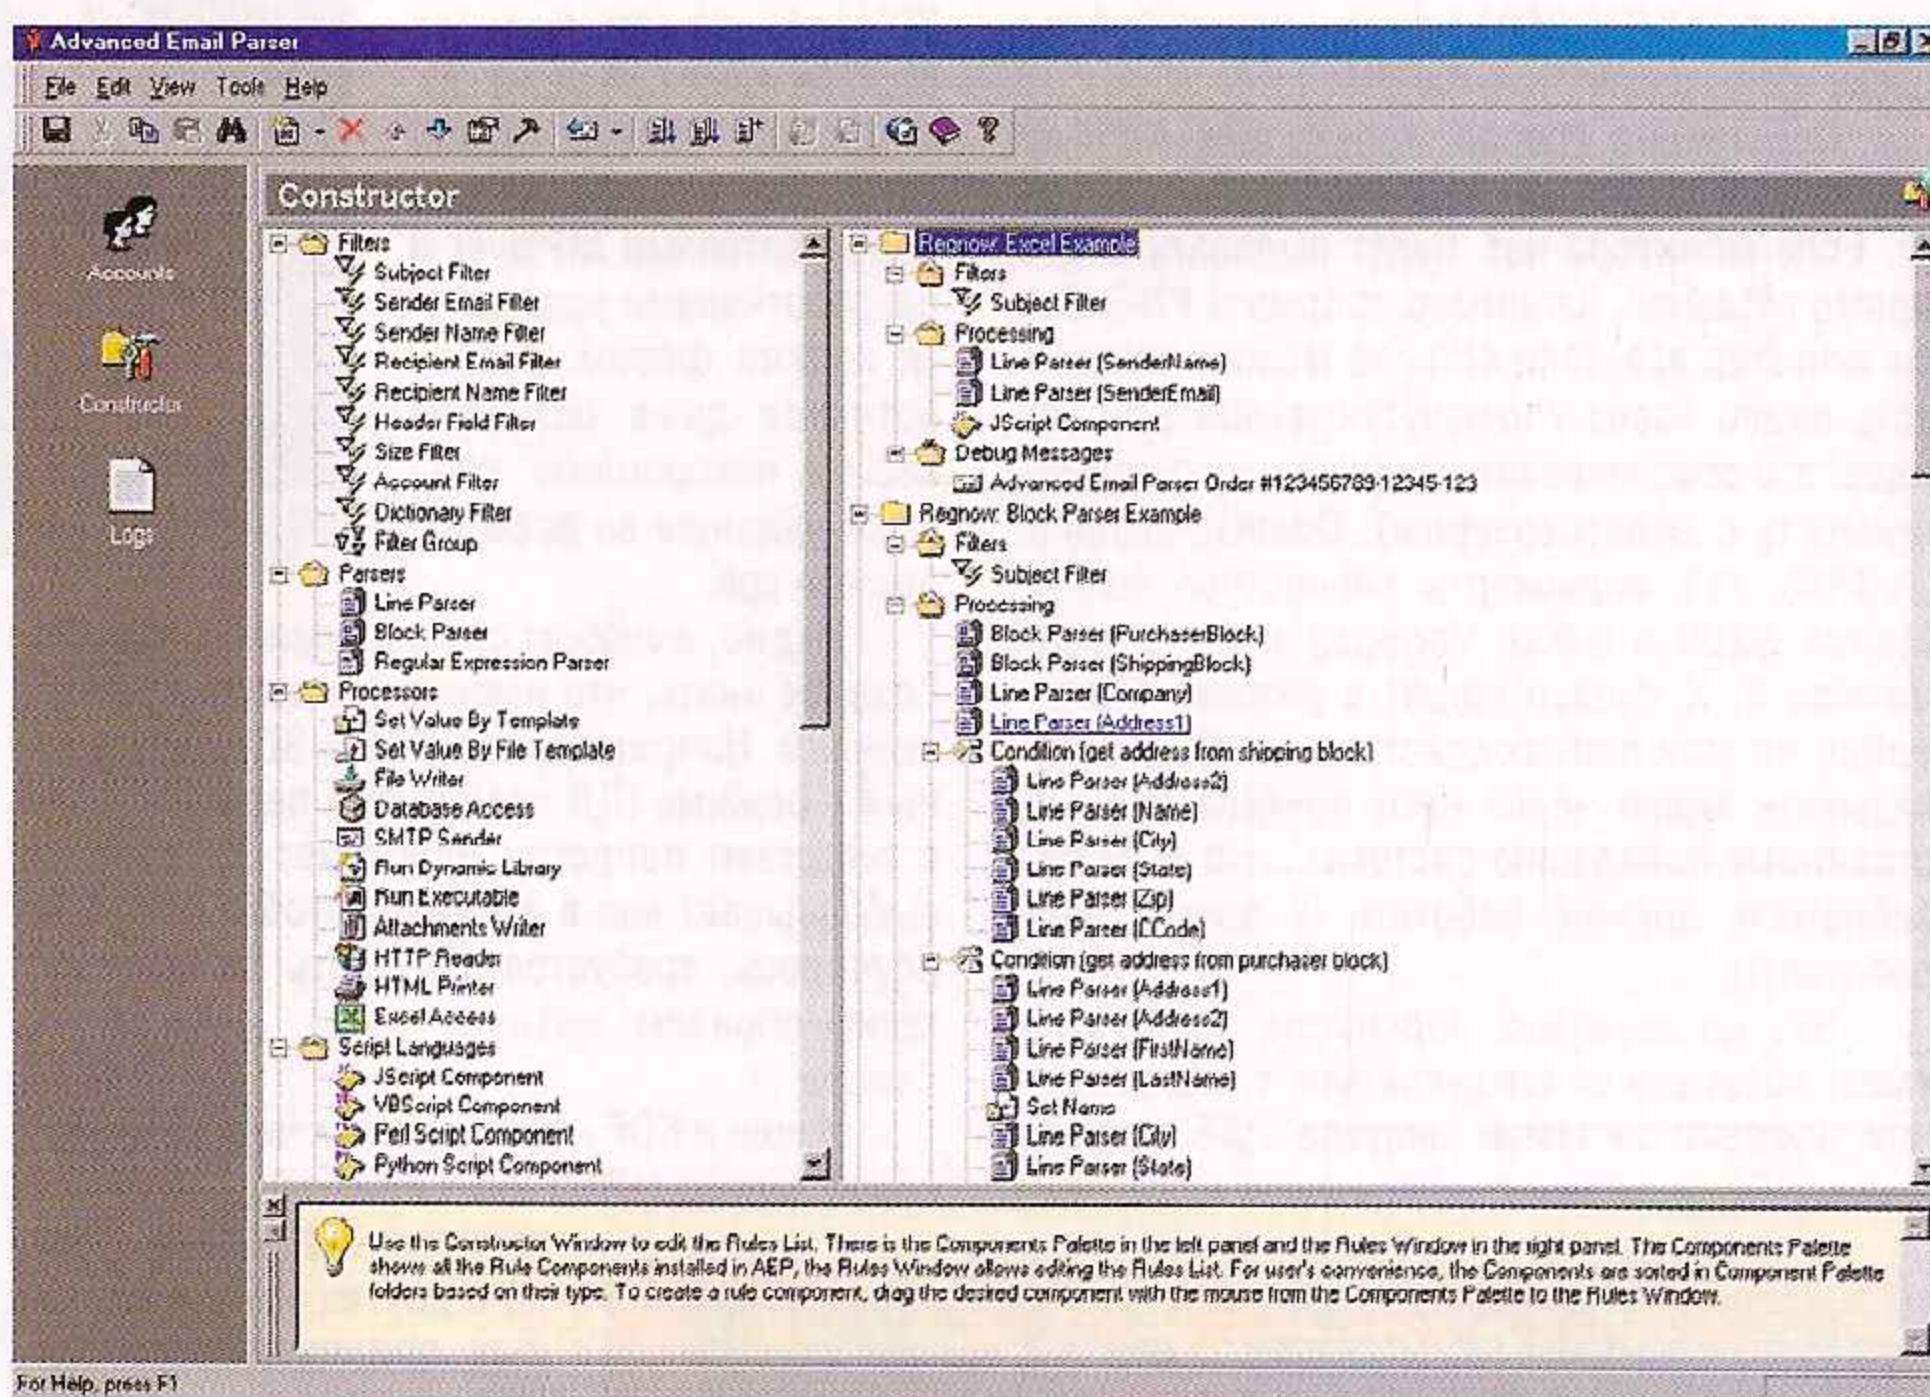 Advanced Email Parser
File Edit View Tools Help
Accounts
Constructor
Logs
Constructor
Filters
Subject Filter
Sender Email Filter
Sender Name Filter
Recipient Email Filter
Recipient Name Filter
Header Field Filter
Size Filter
Account Filter
Dictionary Filter
Filter Group
Parsers
Line Parser
Block Parser
Regular Expression Parser
Processors
Set Value By Template
Set Value By File Template
File Writer
Database Access
SMTP Sender
Run Dynamic Library
Run Executable
Attachments Writer
HTTP Reader
HTML Printer
Excel Access
Script Languages
JScript Component
VBScript Component
Perl Script Component
Python Script Component
Regnow: Excel Example
Filters
Subject Filter
Processing
Line Parser (SenderName)
Line Parser (SenderEmail)
JScript Component
Debug Messages
Advanced Email Parser Order #123456789-12345-123
Regnow: Block Parser Example
Filters
Subject Filter
Processing
Block Parser (PurchaserBlock)
Block Parser (ShippingBlock)
Line Parser (Company)
Line Parser (Address1)
Condition (get address from shipping block)
Line Parser (Address2)
Line Parser (Name)
Line Parser (City)
Line Parser (State)
Line Parser (Zip)
Line Parser (CCode)
Condition (get address from purchaser block)
Line Parser (Address1)
Line Parser (Address2)
Line Parser (FirstName)
Line Parser (LastName)
Set Name
Line Parser (City)
Line Parser (State)
Use the Constructor Window to edit the Rules List. There is the Components Palette in the left panel and the Rules Window in the right panel. The Components Palette
shows all the Rule Components installed in AEP, the Rules Window allows editing the Rules List. For user's convenience, the Components are sorted in Component Palette
folders based on their type. To create a rule component, drag the desired component with the mouse from the Components Palette to the Rules Window.
For Help, press F1